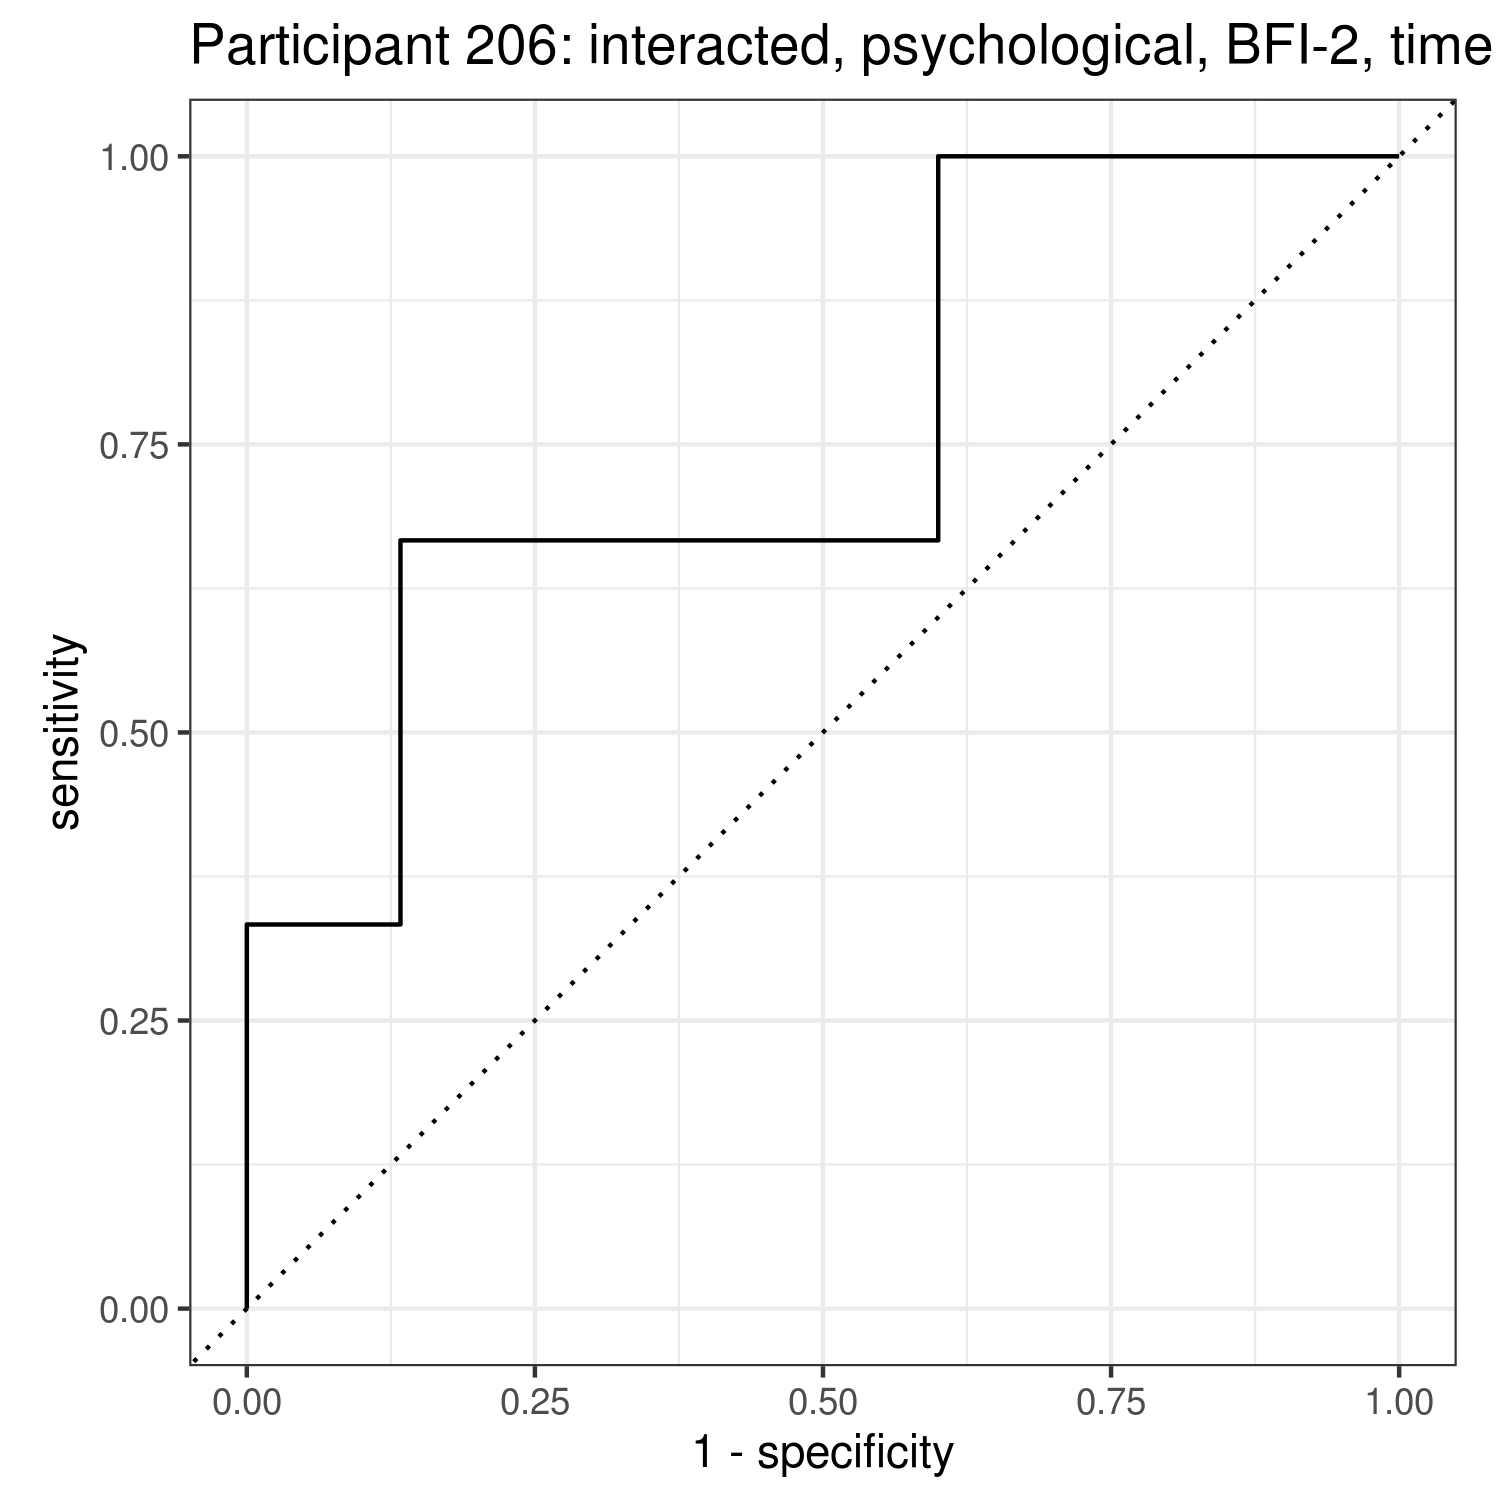 Participant 206: interacted, psychological, BFI-2, time
1.00
0.75
0.50
0.25
0.00
sensitivity
0.00 0.25 0.50 0.75 1.00
1 - specificity